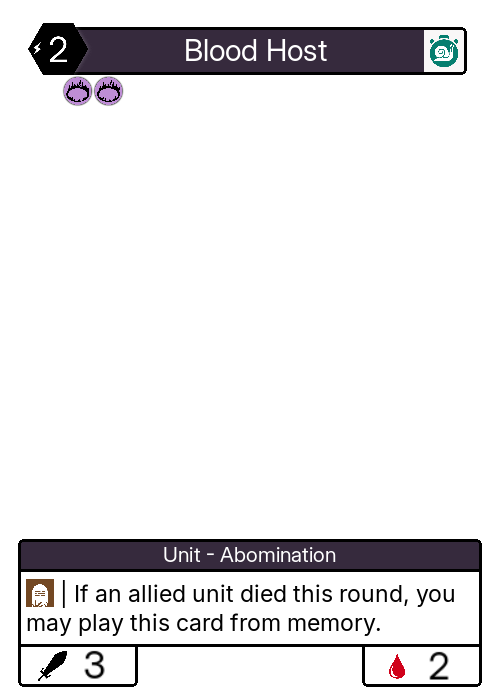 2
Blood Host
Unit - Abomination
| If an allied unit died this round, you
may play this card from memory.
3
2